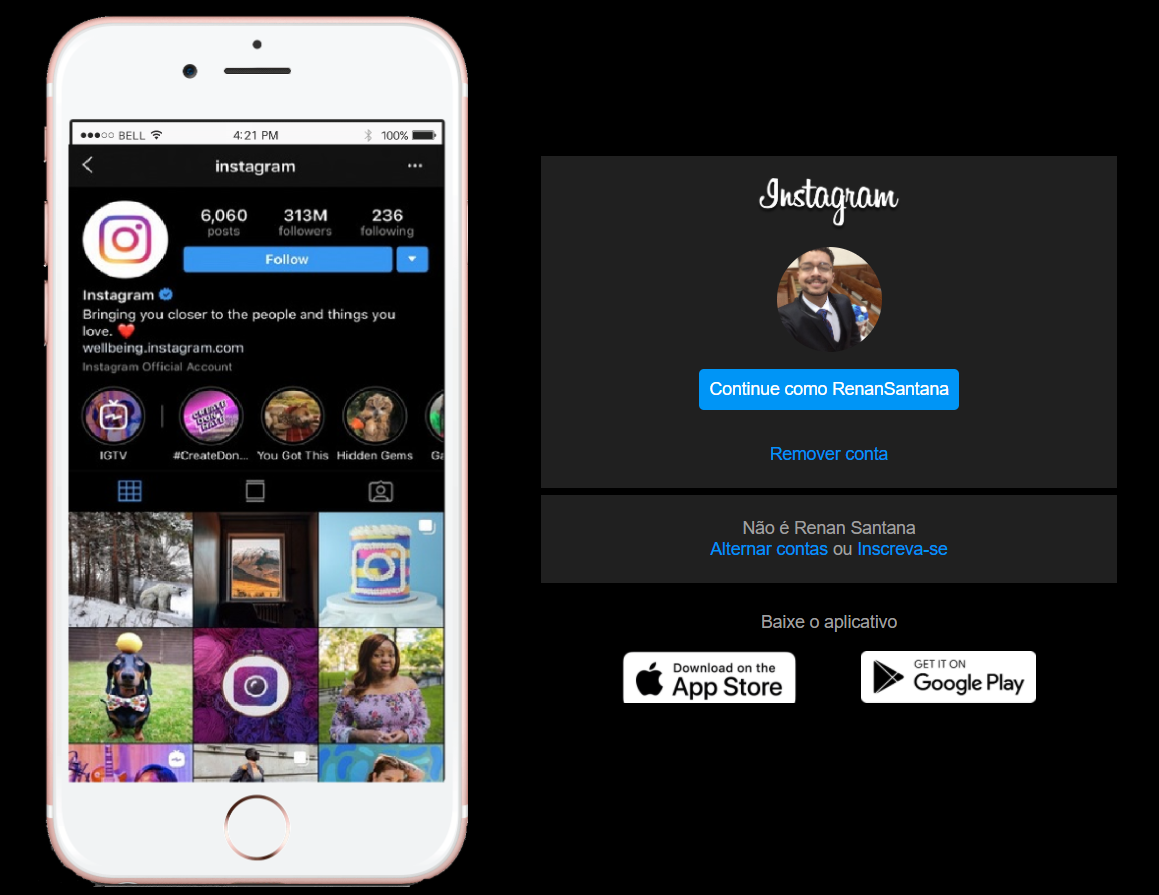 BELL
4:21 PM
100%
instagram
6,060
313M
236
posts
followers
following
Follow
Instagram
Bringing you closer to the people and things you
love. ❤️
wellbeing.instagram.com
Instagram Official Account
IGTV
#CreateDon...
You Got This
Hidden Gems
Instagram
Continue como RenanSantana
Remover conta
Não é Renan Santana
Alternar contas ou Inscreva-se
Baixe o aplicativo
Download on the
App Store
GET IT ON
Google Play